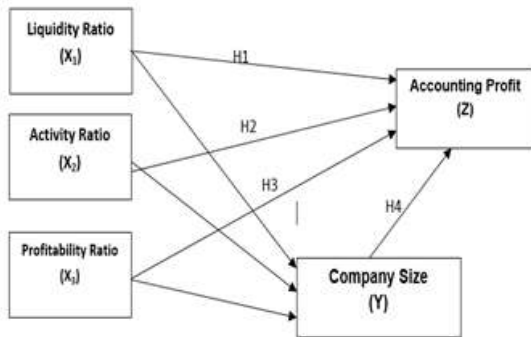 Liquidity Ratio
(X₁)
H1
Accounting Profit
(Z)
Activity Ratio
(X₂)
H2
H3
H4
Profitability Ratio
(X₃)
Company Size
(Y)